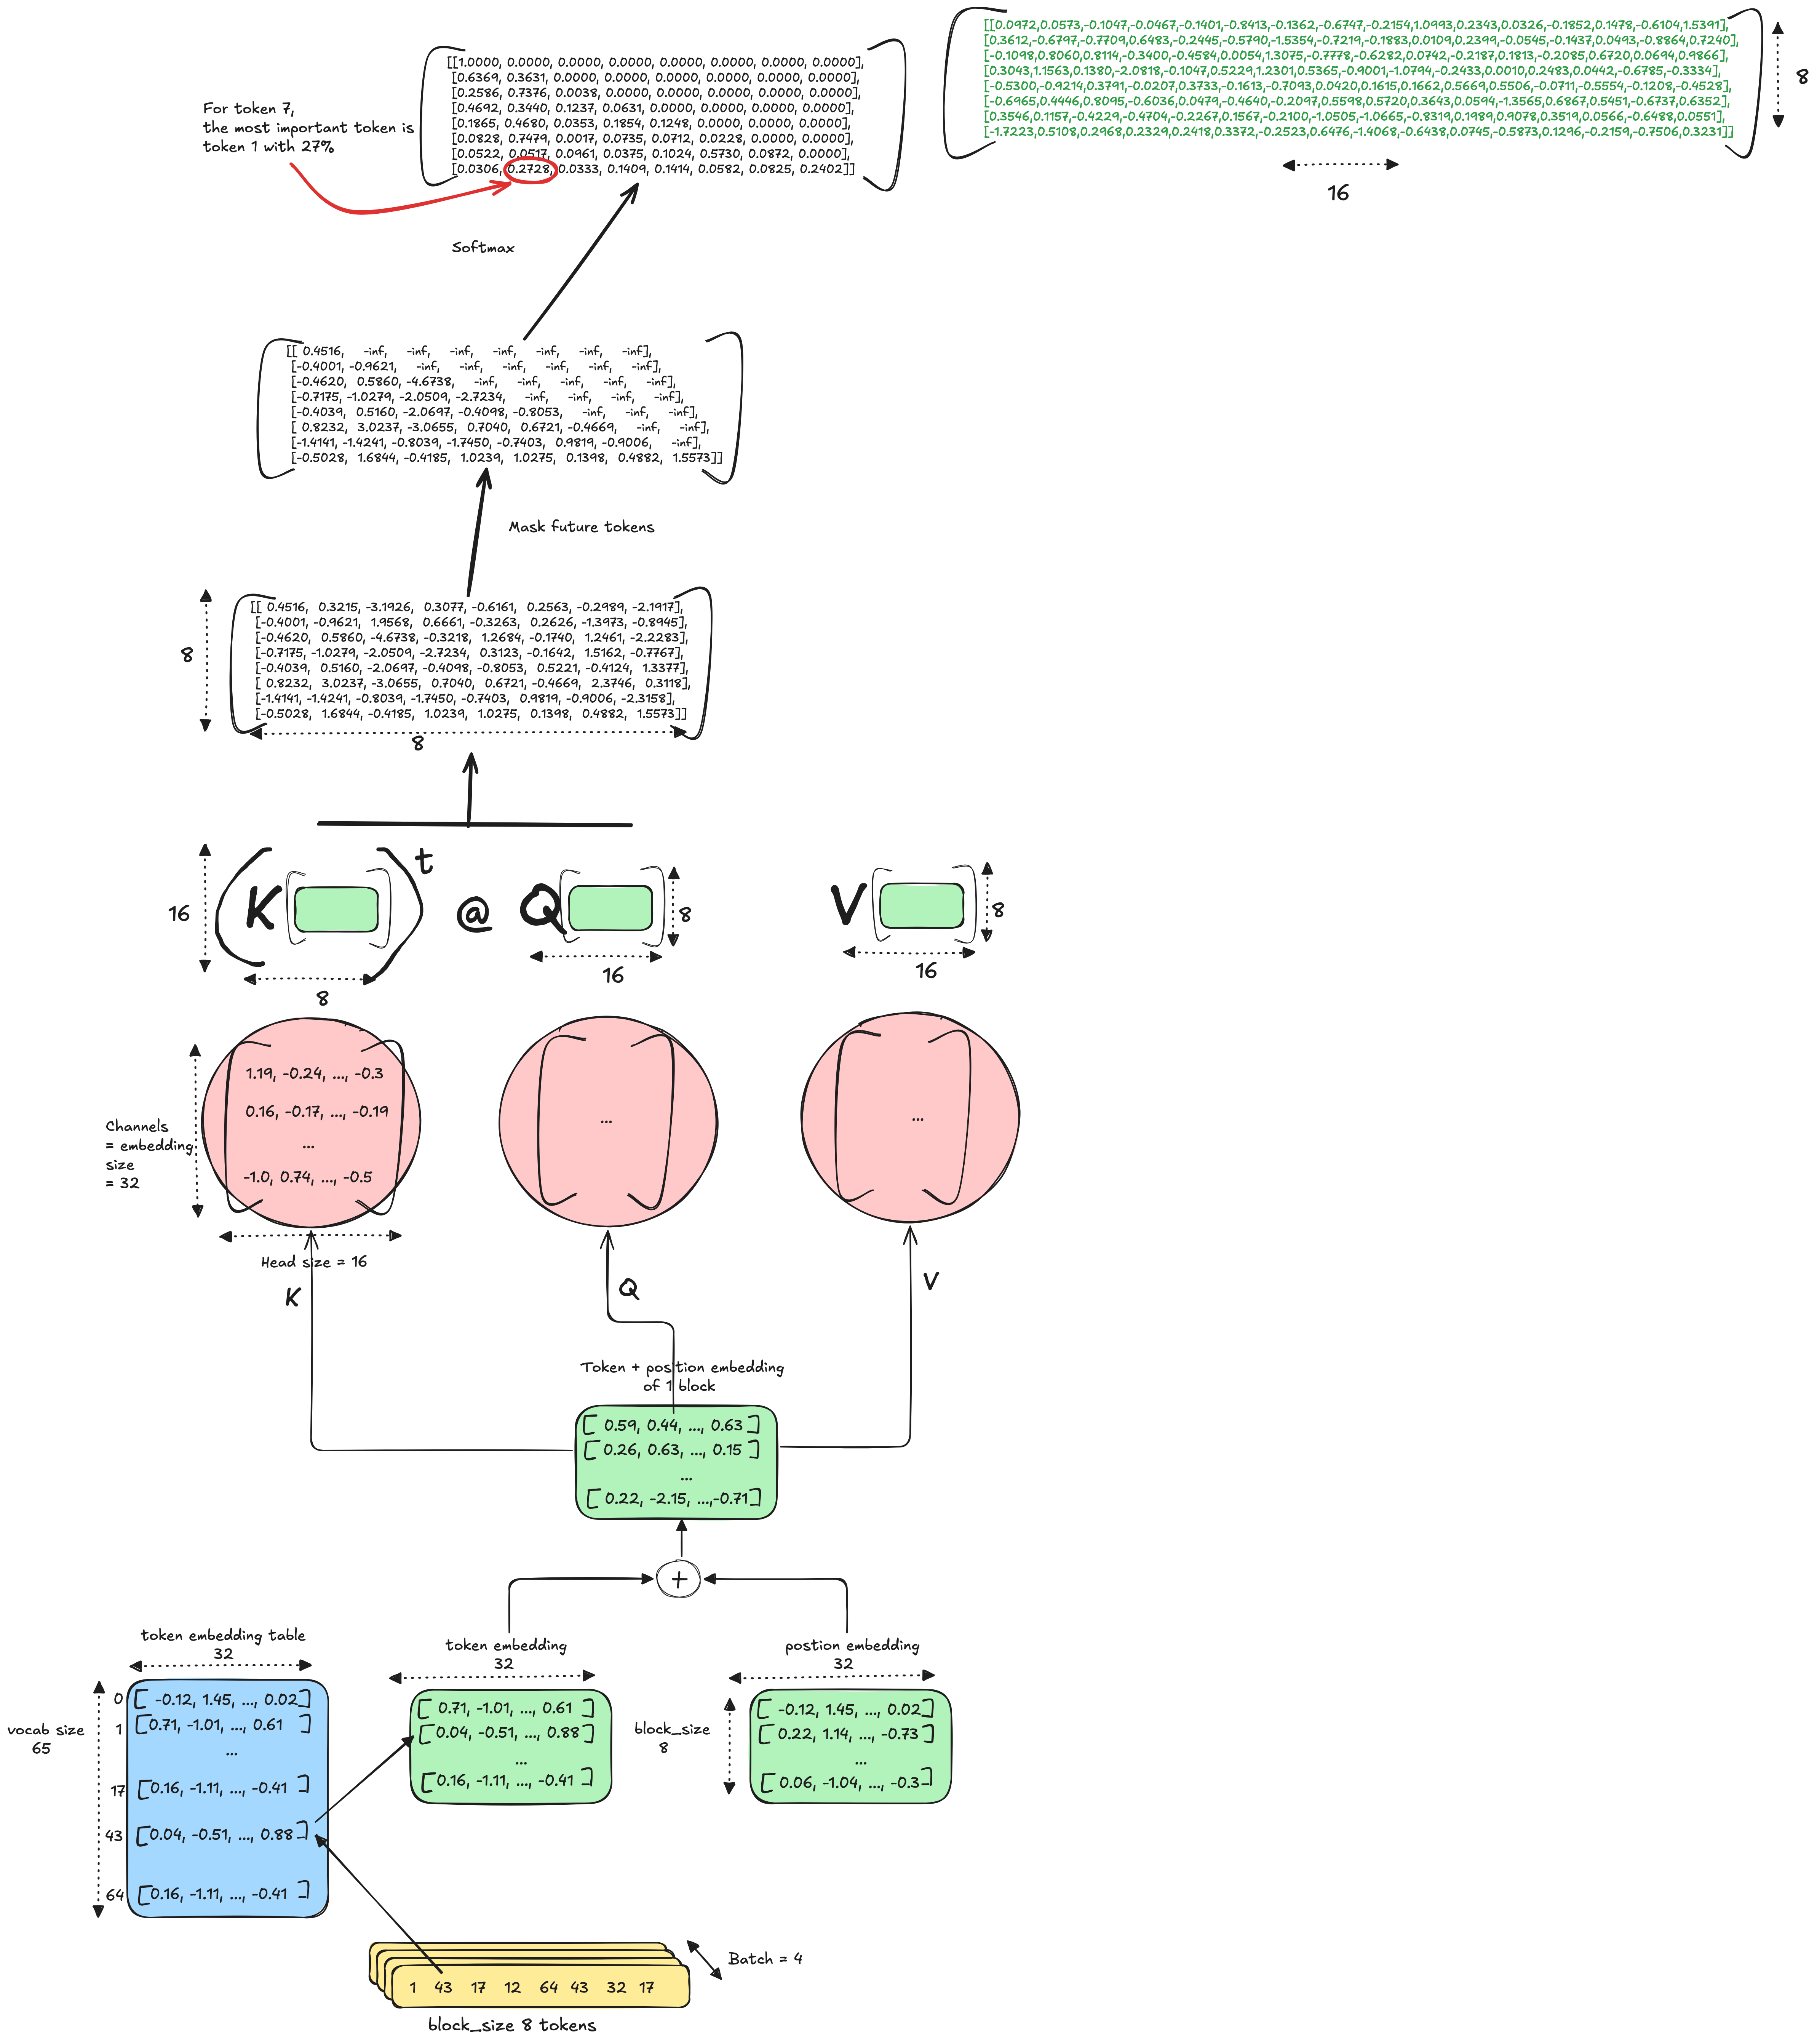 [[0.0972,0.0573,-0.1047,-0.0467,-0.1401,-0.8413,-0.1362,-0.6747,-0.2154,1.0993,0.2343,0.0326,-0.1852,0.1478,-0.6104,1.5391],
[0.3612,-0.6797,-0.7709,0.6483,-0.2445,-0.5790,-1.5354,-0.7219,-0.1883,0.0109,0.2399,-0.0545,-0.1437,0.0493,-0.8864,0.7240],
[-0.1098,0.8060,0.8114,-0.3400,-0.4584,0.0054,1.3075,-0.7778,-0.6282,0.0742,-0.2187,0.1813,-0.2085,0.6720,0.0694,0.9866],
[0.3043,1.1563,0.1380,-2.0818,-0.1047,0.5229,1.2301,0.5365,-0.9001,-1.0794,-0.2433,0.0010,0.2483,0.0442,-0.6785,-0.3334],
[-0.5300,-0.9214,0.3791,-0.0207,0.3733,-0.1613,-0.7093,0.0420,0.1615,0.1662,0.5669,0.5506,-0.0711,-0.5554,-0.1208,-0.4528],
[-0.6965,0.4446,0.8095,-0.6036,0.0479,-0.4640,-0.2097,0.5598,0.5720,0.3643,0.0594,-1.3565,0.6867,0.5451,-0.6737,0.6352],
[0.3546,0.1157,-0.4229,-0.4704,-0.2267,0.1567,-0.2100,-1.0505,-1.0665,-0.8319,0.1989,0.9078,0.3519,0.0566,-0.6488,0.0551],
[-1.7223,0.5108,0.2968,0.2329,0.2418,0.3372,-0.2523,0.6476,-1.4068,-0.6438,0.0745,-0.5873,0.1296,-0.2159,-0.7506,0.3231]]
8
16
[[1.0000, 0.0000, 0.0000, 0.0000, 0.0000, 0.0000, 0.0000, 0.0000],
[0.6369, 0.3631, 0.0000, 0.0000, 0.0000, 0.0000, 0.0000, 0.0000],
[0.2586, 0.7376, 0.0038, 0.0000, 0.0000, 0.0000, 0.0000, 0.0000],
[0.4692, 0.3440, 0.1237, 0.0631, 0.0000, 0.0000, 0.0000, 0.0000],
[0.1865, 0.4680, 0.0353, 0.1854, 0.1248, 0.0000, 0.0000, 0.0000],
[0.0828, 0.7479, 0.0017, 0.0735, 0.0712, 0.0228, 0.0000, 0.0000],
[0.0522, 0.0517, 0.0961, 0.0375, 0.1024, 0.5730, 0.0872, 0.0000],
[0.0306, 0.2728, 0.0333, 0.1409, 0.1414, 0.0582, 0.0825, 0.2402]]
For token 7,
the most important token is
token 1 with 27%
Softmax
[[ 0.4516, -inf, -inf, -inf, -inf, -inf, -inf, -inf],
[-0.4001, -0.9621, -inf, -inf, -inf, -inf, -inf, -inf],
[-0.4620, 0.5860, -4.6738, -inf, -inf, -inf, -inf, -inf],
[-0.7175, -1.0279, -2.0509, -2.7234, -inf, -inf, -inf, -inf],
[-0.4039, 0.5160, -2.0697, -0.4098, -0.8053, -inf, -inf, -inf],
[ 0.8232, 3.0237, -3.0655, 0.7040, 0.6721, -0.4669, -inf, -inf],
[-1.4141, -1.4241, -0.8039, -1.7450, -0.7403, 0.9819, -0.9006, -inf],
[-0.5028, 1.6844, -0.4185, 1.0239, 1.0275, 0.1398, 0.4882, 1.5573]]
Mask future tokens
[[ 0.4516, 0.3215, -3.1926, 0.3077, -0.6161, 0.2563, -0.2989, -2.1917],
[-0.4001, -0.9621, 1.9568, 0.6661, -0.3263, 0.2626, -1.3973, -0.8945],
[-0.4620, 0.5860, -4.6738, -0.3218, 1.2684, -0.1740, 1.2461, -2.2283],
[-0.7175, -1.0279, -2.0509, -2.7234, 0.3123, -0.1642, 1.5162, -0.7767],
[-0.4039, 0.5160, -2.0697, -0.4098, -0.8053, 0.5221, -0.4124, 1.3377],
[ 0.8232, 3.0237, -3.0655, 0.7040, 0.6721, -0.4669, 2.3746, 0.3118],
[-1.4141, -1.4241, -0.8039, -1.7450, -0.7403, 0.9819, -0.9006, -2.3158],
[-0.5028, 1.6844, -0.4185, 1.0239, 1.0275, 0.1398, 0.4882, 1.5573]]
8
8
t
16
K
@
Q
8
V
8
8
16
16
1.19, -0.24, ..., -0.3
0.16, -0.17, ..., -0.19
...
-1.0, 0.74, ..., -0.5
...
...
Channels
= embedding
size
= 32
Head size = 16
K
Q
V
Token + position embedding
of 1 block
[ 0.59, 0.44, ..., 0.63 ]
[ 0.26, 0.63, ..., 0.15 ]
...
[ 0.22, -2.15, ...,-0.71]
+
token embedding table
32
token embedding
32
postion embedding
32
vocab size
65
0 [ -0.12, 1.45, ..., 0.02]
1 [0.71, -1.01, ..., 0.61 ]
...
17 [0.16, -1.11, ..., -0.41 ]
43 [0.04, -0.51, ..., 0.88 ]
64 [0.16, -1.11, ..., -0.41 ]
[ 0.71, -1.01, ..., 0.61 ]
[0.04, -0.51, ..., 0.88 ]
...
[0.16, -1.11, ..., -0.41 ]
block_size
8
[ -0.12, 1.45, ..., 0.02]
[ 0.22, 1.14, ..., -0.73 ]
...
[ 0.06, -1.04, ..., -0.3]
Batch = 4
1 43 17 12 64 43 32 17
block_size 8 tokens